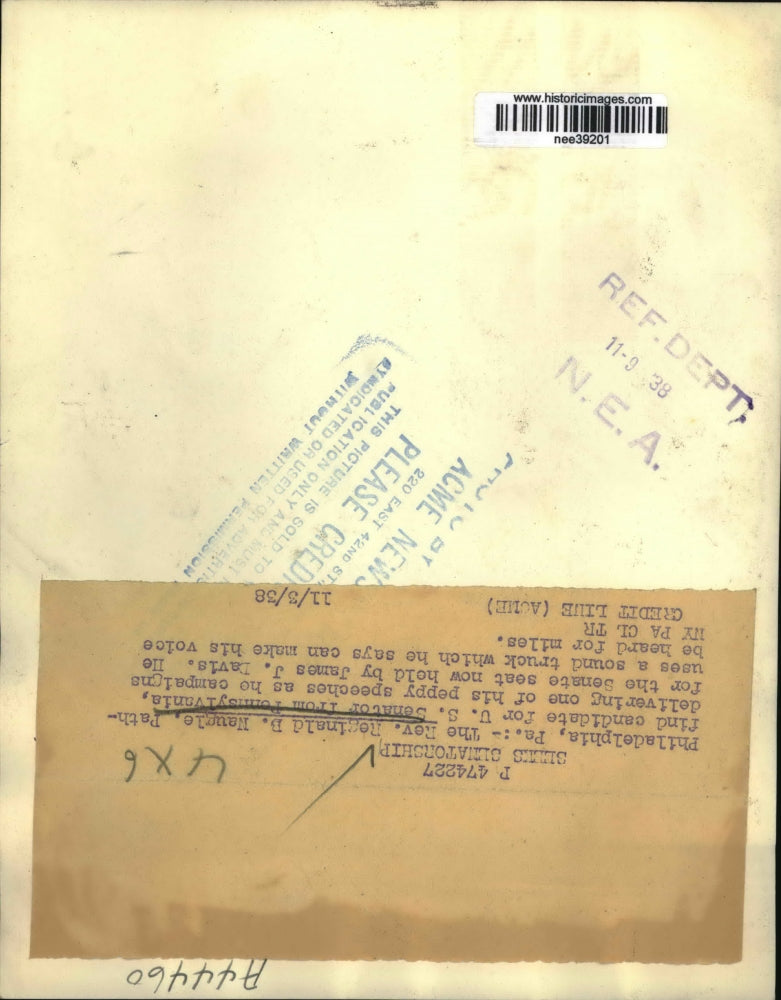 www.historicimages.com
nee39201
REF. DEPT.
11-9 38
N. E. A.
BY
ACME NEWS
220 EAST 42ND ST.
PLEASE CREDI
THIS PICTURE IS SOLD TO
PUBLICATION ONLY AND MUST
SYNDICATED OR USED FOR ADVERTI
WITHOUT WRITTEN PERMISSION
P 474227
SEEKS SENATORSHIP
4x6
Philadelphia, Pa.:- The Rev. Reginald B. Naugle, Path-
find candidate for U. S. Senator from Pennsylvania,
delivering one of his peppy speeches as he campaigns
for the Senate seat now held by James J. Davis. He
uses a sound truck which he says can make his voice
be heard for miles.
NY PA CL TR
CREDIT LINE (ACME) 11/3/38
A44460